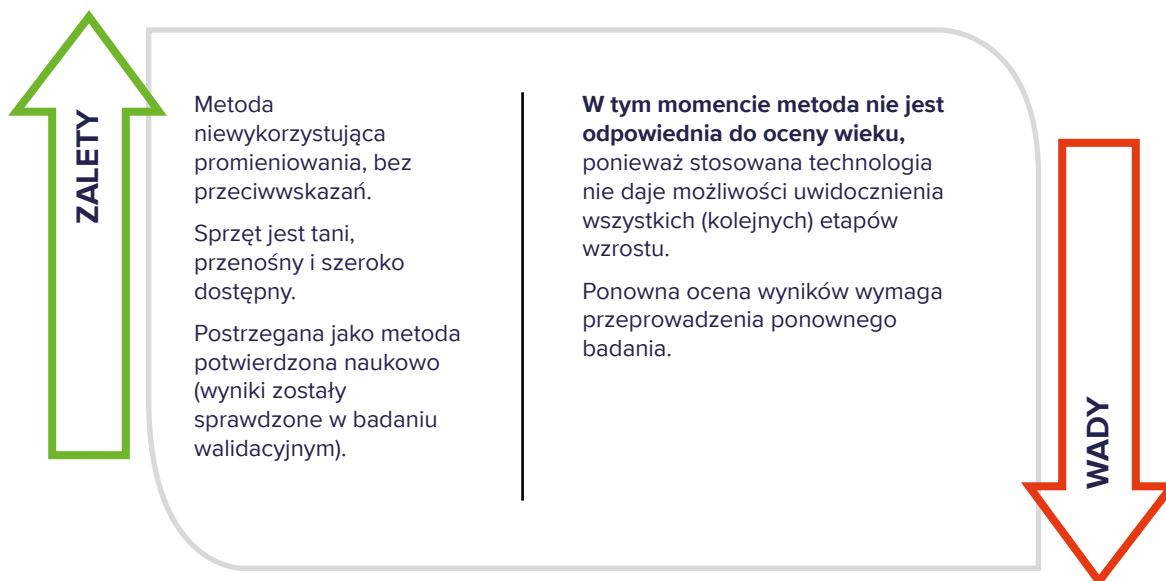 ZALETY
Metoda
niewykorzystująca
promieniowania, bez
przeciwwskazań.
Sprzęt jest tani,
przenośny i szeroko
dostępny.
Postrzegana jako metoda
potwierdzona naukowo
(wyniki zostały
sprawdzone w badaniu
walidacyjnym).
W tym momencie metoda nie jest
odpowiednia do oceny wieku,
ponieważ stosowana technologia
nie daje możliwości uwidocznienia
wszystkich (kolejnych) etapów
wzrostu.
Ponowna ocena wyników wymaga
przeprowadzenia ponownego
badania.
WADY